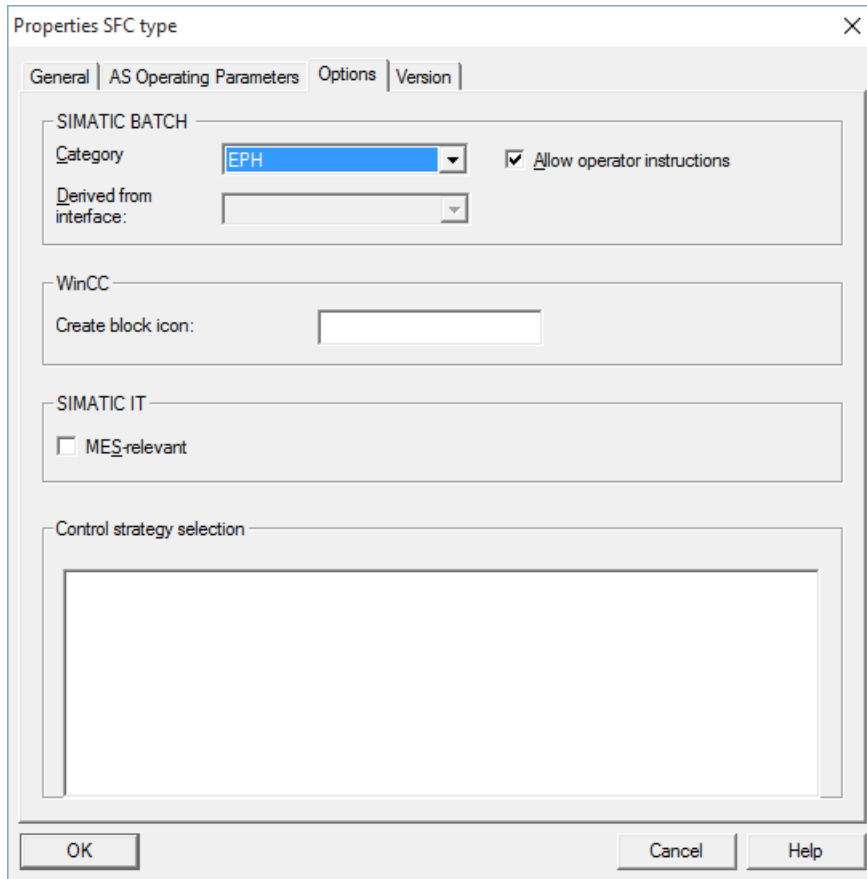 Properties SFC type
General
AS Operating Parameters
Options
Version
SIMATIC BATCH
Category
EPH
Allow operator instructions
Derived from
interface:
WinCC
Create block icon:
SIMATIC IT
MES-relevant
Control strategy selection
OK
Cancel
Help